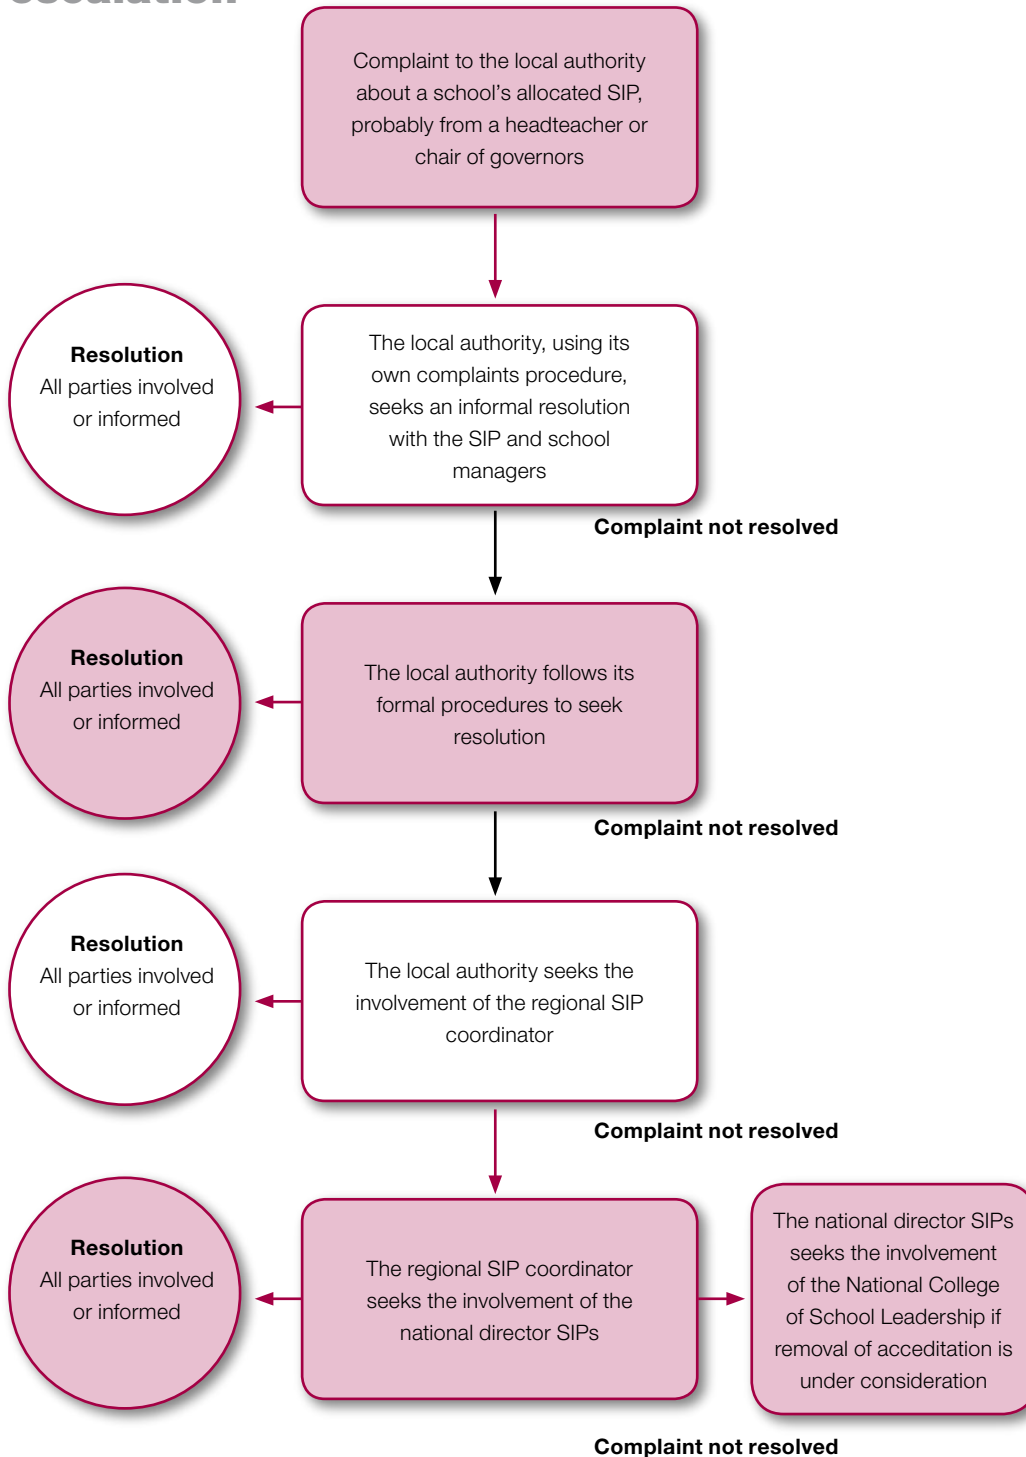 escalation
Complaint to the local authority
about a school’s allocated SIP,
probably from a headteacher or
chair of governors
Resolution
All parties involved
or informed
The local authority, using its
own complaints procedure,
seeks an informal resolution
with the SIP and school
managers
Complaint not resolved
Resolution
All parties involved
or informed
The local authority follows its
formal procedures to seek
resolution
Complaint not resolved
Resolution
All parties involved
or informed
The local authority seeks the
involvement of the regional SIP
coordinator
Complaint not resolved
Resolution
All parties involved
or informed
The regional SIP coordinator
seeks the involvement of the
national director SIPs
The national director SIPs
seeks the involvement
of the National College
of School Leadership if
removal of acceditation is
under consideration
Complaint not resolved